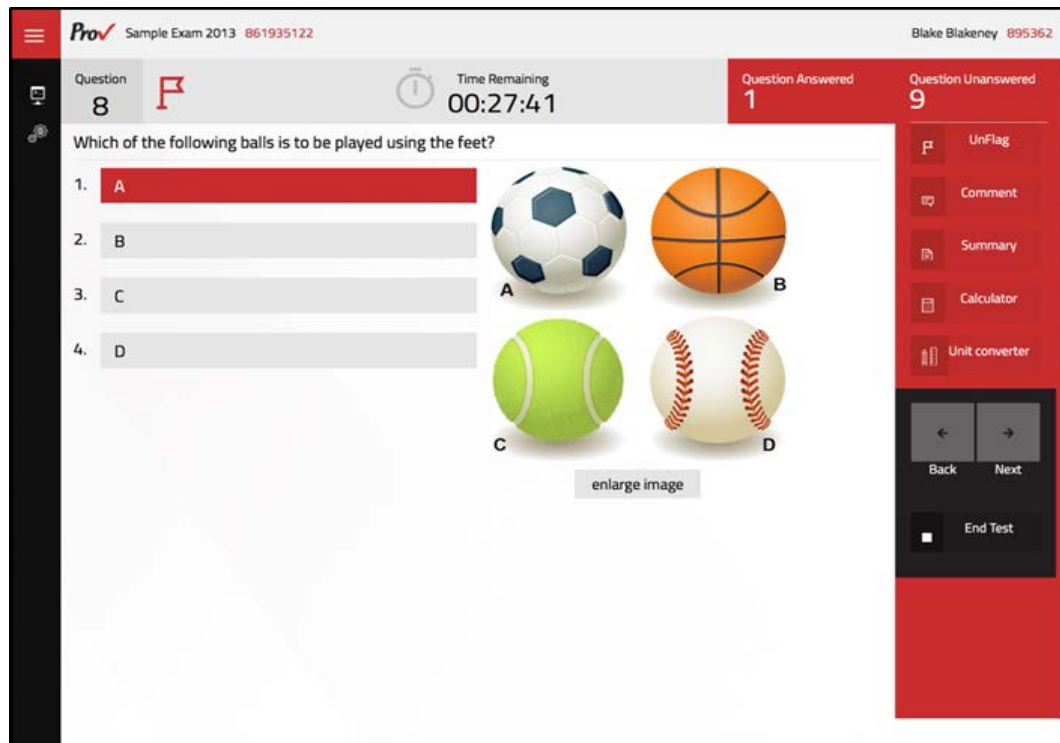 Prov Sample Exam 2013 861935122 Blake Blakeney 895362
Question
8
Time Remaining
00:27:41
Question Answered
1
Question Unanswered
9
Which of the following balls is to be played using the feet?
1. A
2. B
3. C
4. D
A
B
C
D
enlarge image
UnFlag
Comment
Summary
Calculator
Unit converter
Back Next
End Test